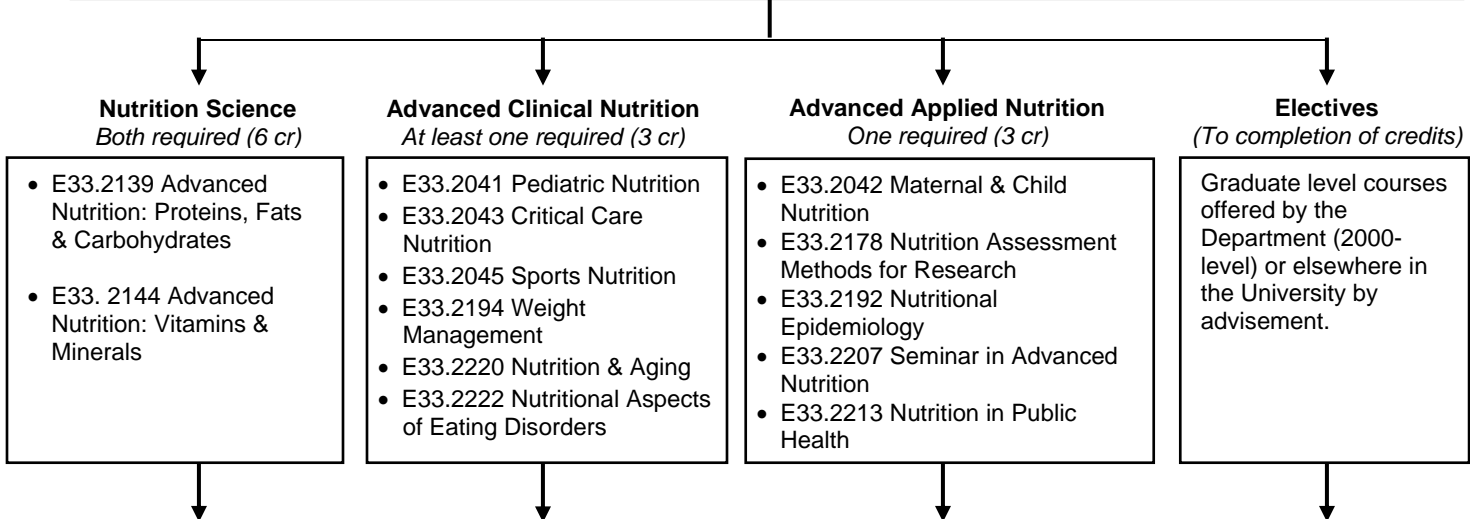 Nutrition Science
Both required (6 cr)
• E33.2139 Advanced
Nutrition: Proteins, Fats
& Carbohydrates
• E33. 2144 Advanced
Nutrition: Vitamins &
Minerals
Advanced Clinical Nutrition
At least one required (3 cr)
• E33.2041 Pediatric Nutrition
• E33.2043 Critical Care
Nutrition
• E33.2045 Sports Nutrition
• E33.2194 Weight
Management
• E33.2220 Nutrition & Aging
• E33.2222 Nutritional Aspects
of Eating Disorders
Advanced Applied Nutrition
One required (3 cr)
• E33.2042 Maternal & Child
Nutrition
• E33.2178 Nutrition Assessment
Methods for Research
• E33.2192 Nutritional
Epidemiology
• E33.2207 Seminar in Advanced
Nutrition
• E33.2213 Nutrition in Public
Health
Electives
(To completion of credits)
Graduate level courses
offered by the
Department (2000-
level) or elsewhere in
the University by
advisement.